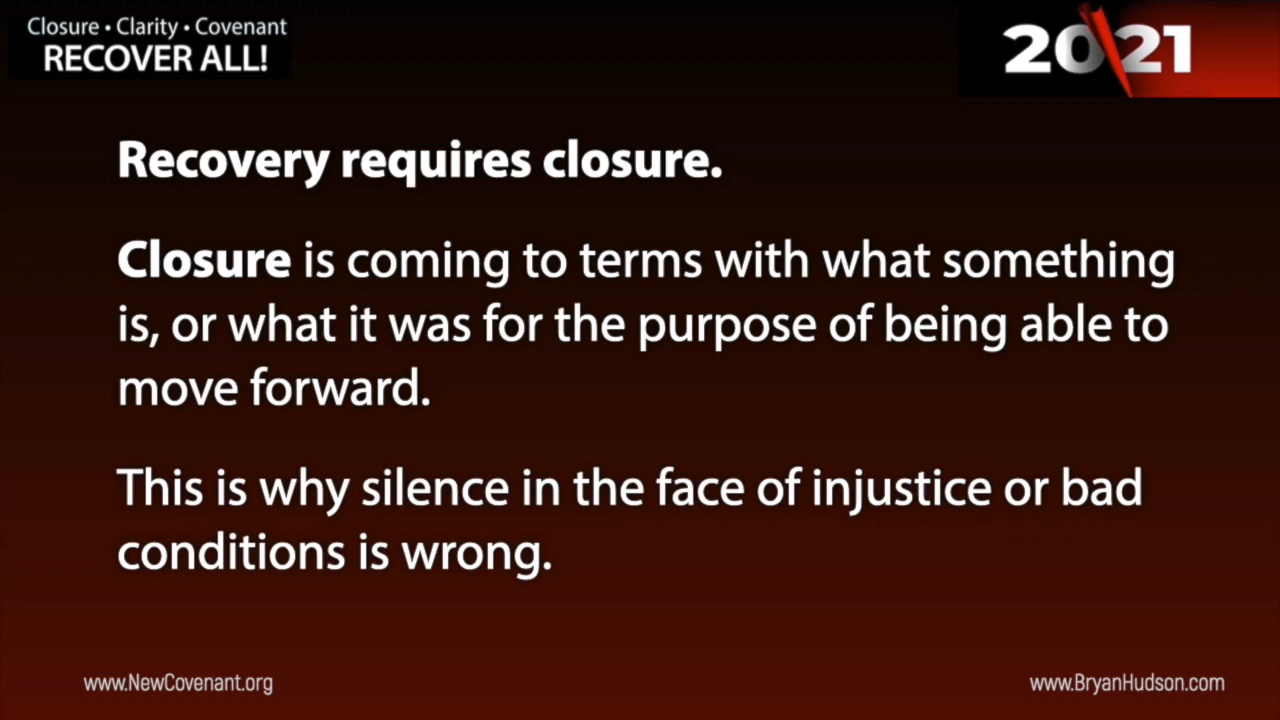 Closure • Clarity • Covenant
RECOVER ALL!
2021
Recovery requires closure.
Closure is coming to terms with what something
is, or what it was for the purpose of being able to
move forward.
This is why silence in the face of injustice or bad
conditions is wrong.
www.NewCovenant.org
www.BryanHudson.com